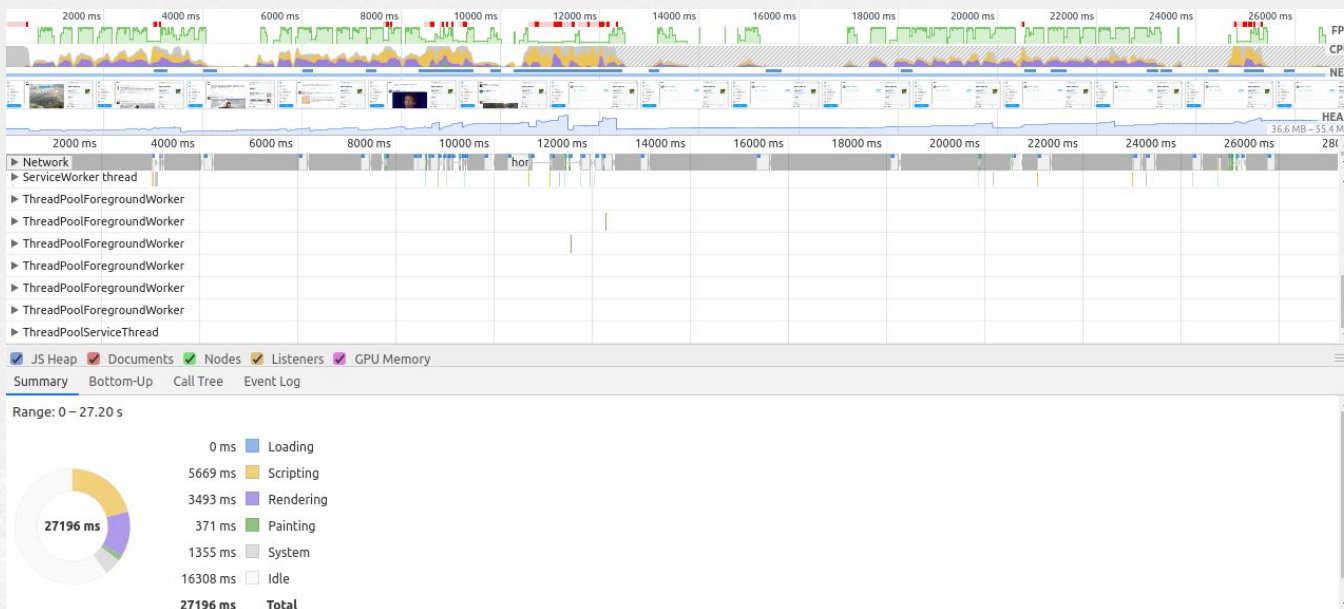 2000 ms 4000 ms 6000 ms 8000 ms 10000 ms 12000 ms 14000 ms 16000 ms 18000 ms 20000 ms 22000 ms 24000 ms 26000 ms
FP
CP
NE
HEA
36.6 MB – 55.4 M
2000 ms 4000 ms 6000 ms 8000 ms 10000 ms 12000 ms 14000 ms 16000 ms 18000 ms 20000 ms 22000 ms 24000 ms 26000 ms 280
Network hor
ServiceWorker thread
ThreadPoolForegroundWorker
ThreadPoolForegroundWorker
ThreadPoolForegroundWorker
ThreadPoolForegroundWorker
ThreadPoolForegroundWorker
ThreadPoolForegroundWorker
ThreadPoolServiceThread
JS Heap Documents Nodes Listeners GPU Memory
Summary Bottom-Up Call Tree Event Log
Range: 0 – 27.20 s
0 ms Loading
5669 ms Scripting
3493 ms Rendering
27196 ms
371 ms Painting
1355 ms System
16308 ms Idle
27196 ms Total